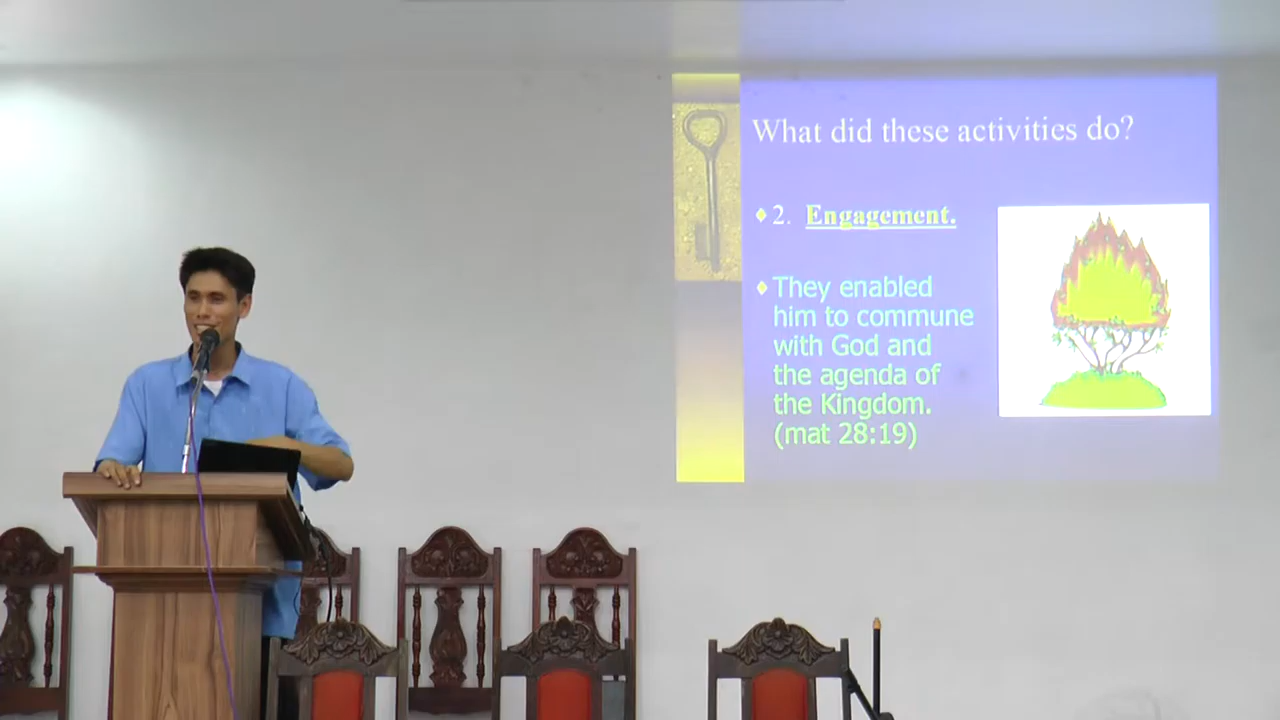 What did these activities do?
2. Engagement.
They enabled
him to commune
with God and
the agenda of
the Kingdom.
(mat 28:19)